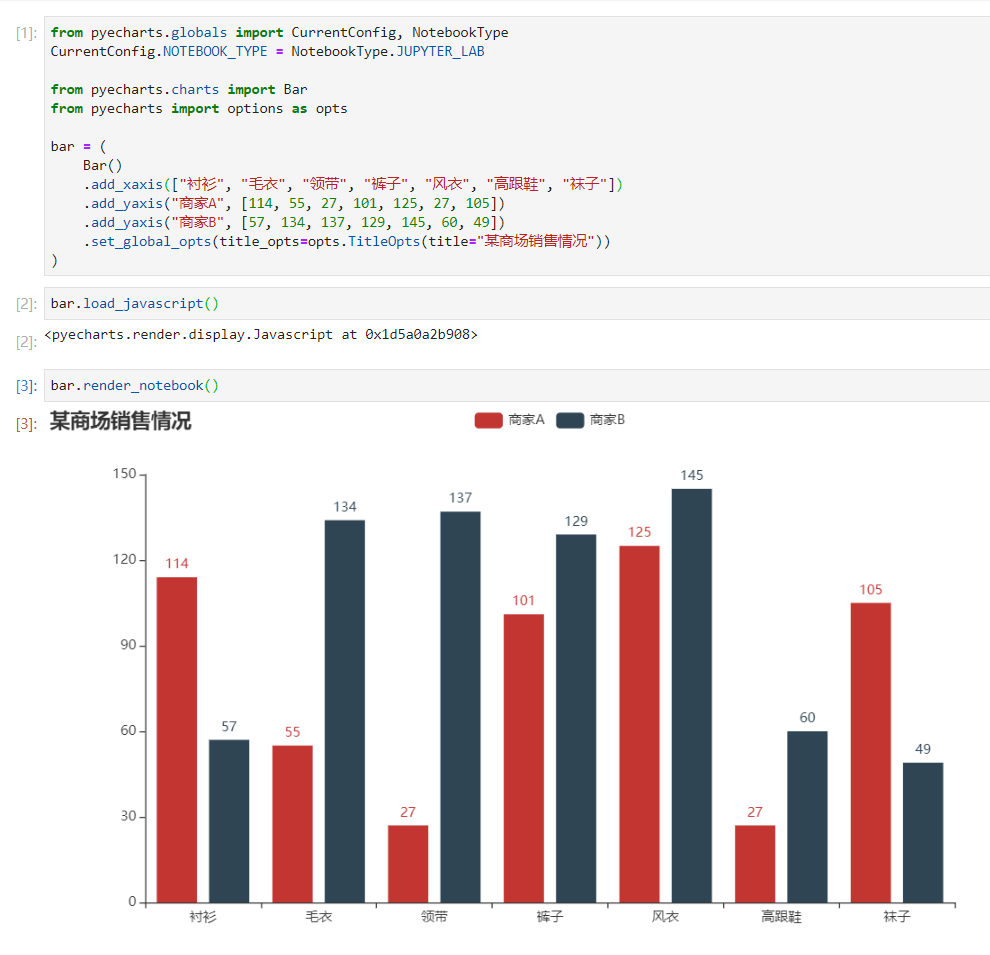 [1]: from pyecharts.globals import CurrentConfig, NotebookType
CurrentConfig.NOTEBOOK_TYPE = NotebookType.JUPYTER_LAB
from pyecharts.charts import Bar
from pyecharts import options as opts
bar = (
    Bar()
    .add_xaxis(["衬衫", "毛衣", "领带", "裤子", "风衣", "高跟鞋", "袜子"])
    .add_yaxis("商家A", [114, 55, 27, 101, 125, 27, 105])
    .add_yaxis("商家B", [57, 134, 137, 129, 145, 60, 49])
    .set_global_opts(title_opts=opts.TitleOpts(title="某商场销售情况"))
)
[2]: bar.load_javascript()
[2]: <pyecharts.render.display.Javascript at 0x1d5a0a2b908>
[3]: bar.render_notebook()
[3]: 某商场销售情况 商家A 商家B
150
120
90
60
30
0
114 57 55 134 27 137 101 129 125 145 27 60 105 49
衬衫 毛衣 领带 裤子 风衣 高跟鞋 袜子